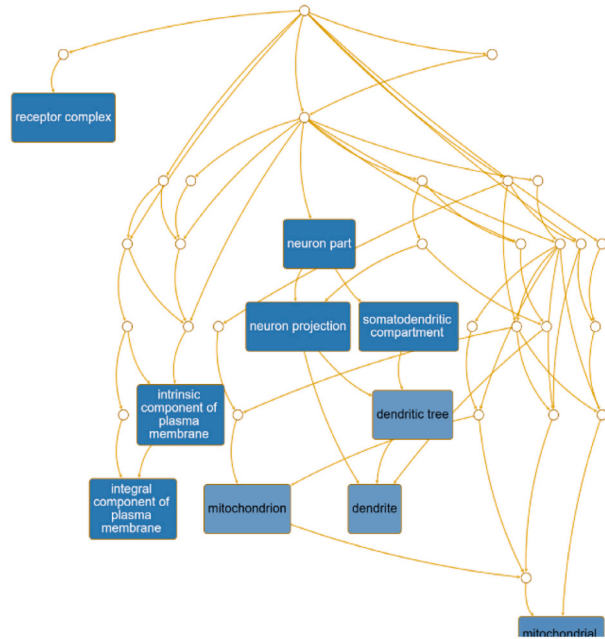 receptor complex
neuron part
neuron projection
somatodendritic
compartment
intrinsic
component of
plasma
membrane
dendritic tree
integral
component of
plasma
membrane
mitochondrion
dendrite
mitochondrial